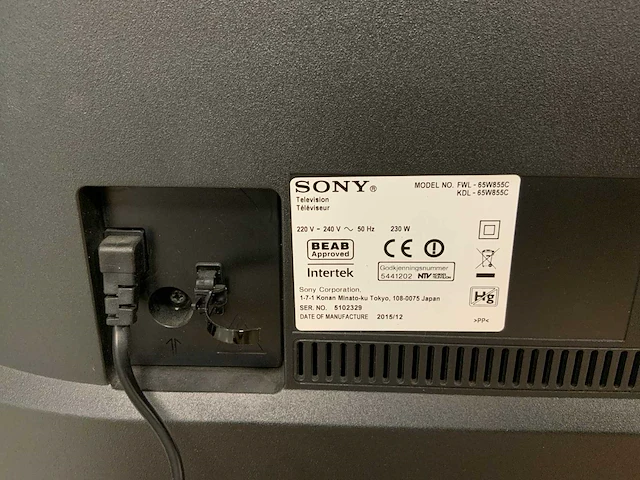 SONY® MODEL NO. FWL - 65W855C
KDL - 65W855C
Television
Téléviseur
220 V - 240 V ~ 50 Hz 230 W
BEAB
Approved
CE
Intertek
Godkjenningsnummer
5441202 NTV
Hg
Sony Corporation,
1-7-1 Konan Minato-ku Tokyo, 108-0075 Japan
SER. NO. 5102329
DATE OF MANUFACTURE 2015/12
>PP<